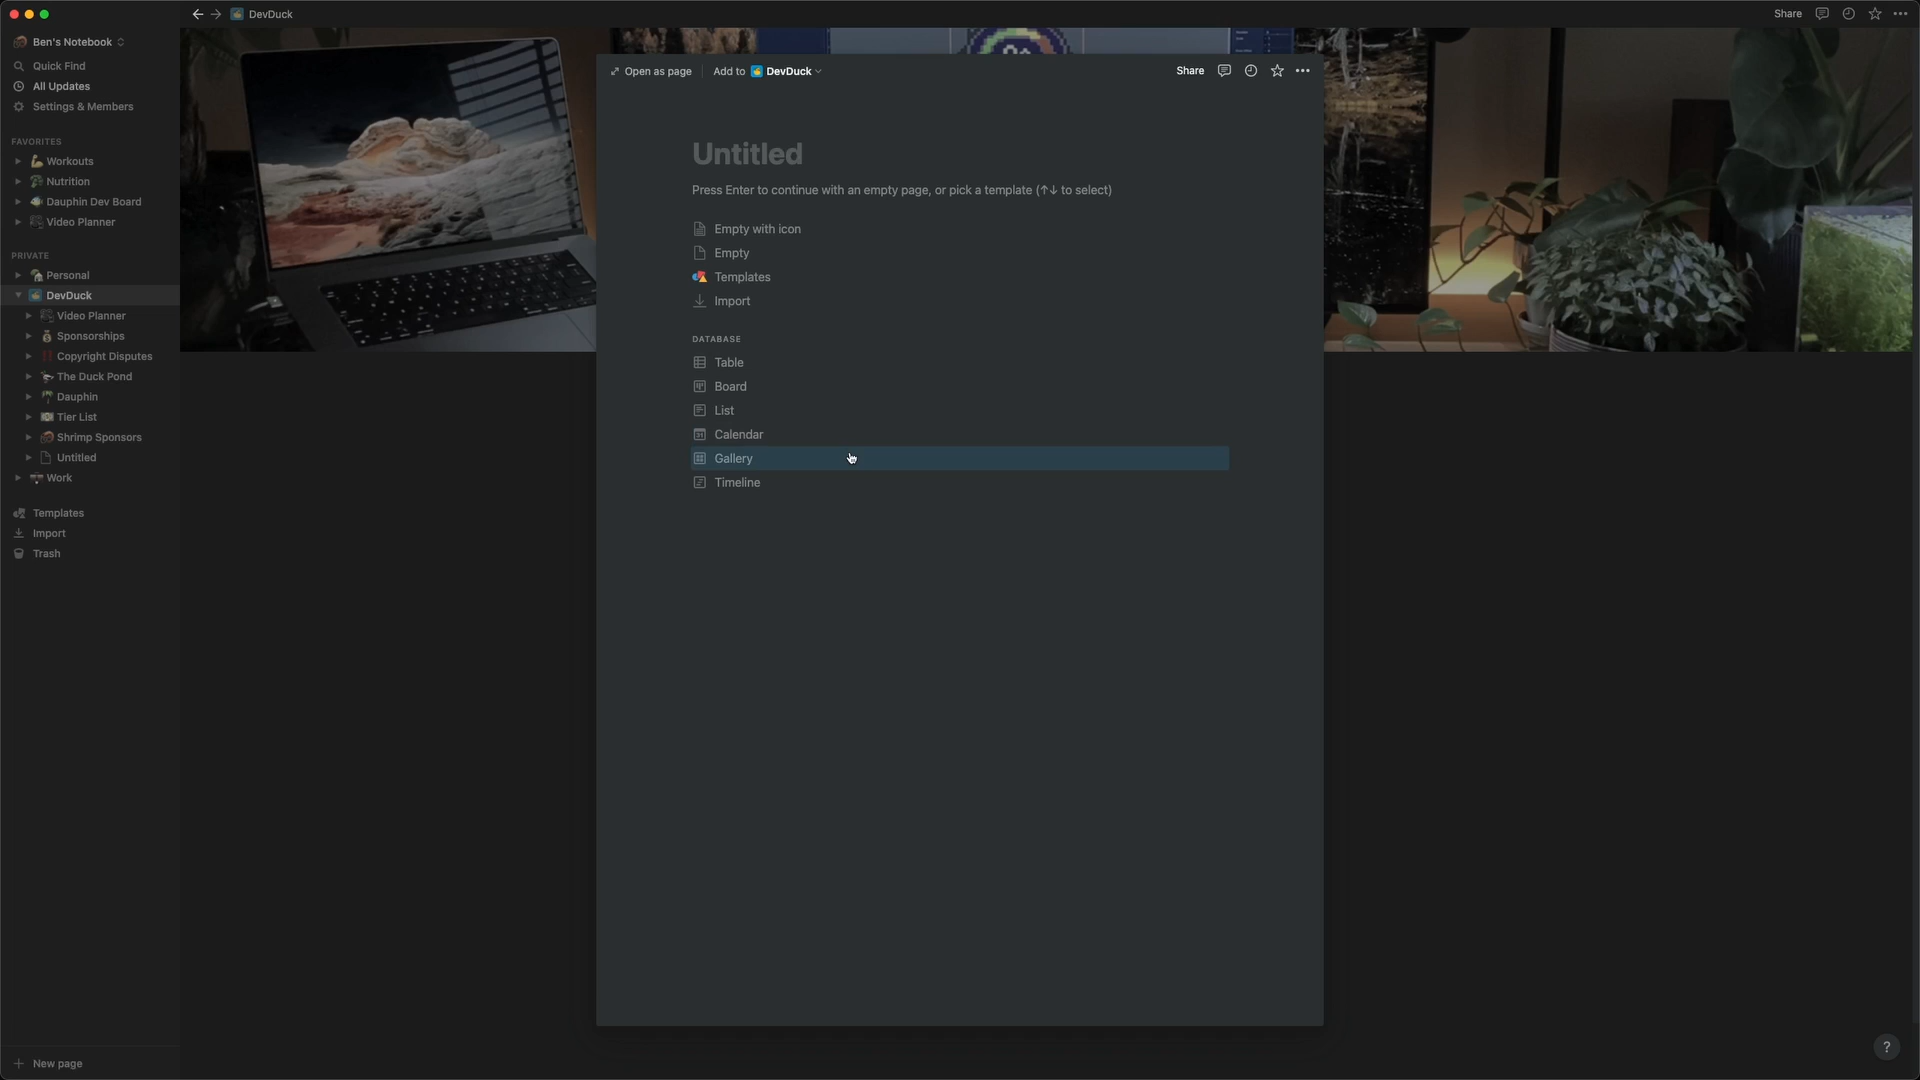 DevDuck
Share
Ben's Notebook
Quick Find
All Updates
Settings & Members
FAVORITES
Workouts
Nutrition
Dauphin Dev Board
Video Planner
PRIVATE
Personal
DevDuck
Video Planner
Sponsorships
Copyright Disputes
The Duck Pond
Dauphin
Tier List
Shrimp Sponsors
Untitled
Work
Templates
Import
Trash
New page
Open as page
Add to DevDuck
Share
Untitled
Press Enter to continue with an empty page, or pick a template (↑↓ to select)
Empty with icon
Empty
Templates
Import
DATABASE
Table
Board
List
Calendar
Gallery
Timeline
?